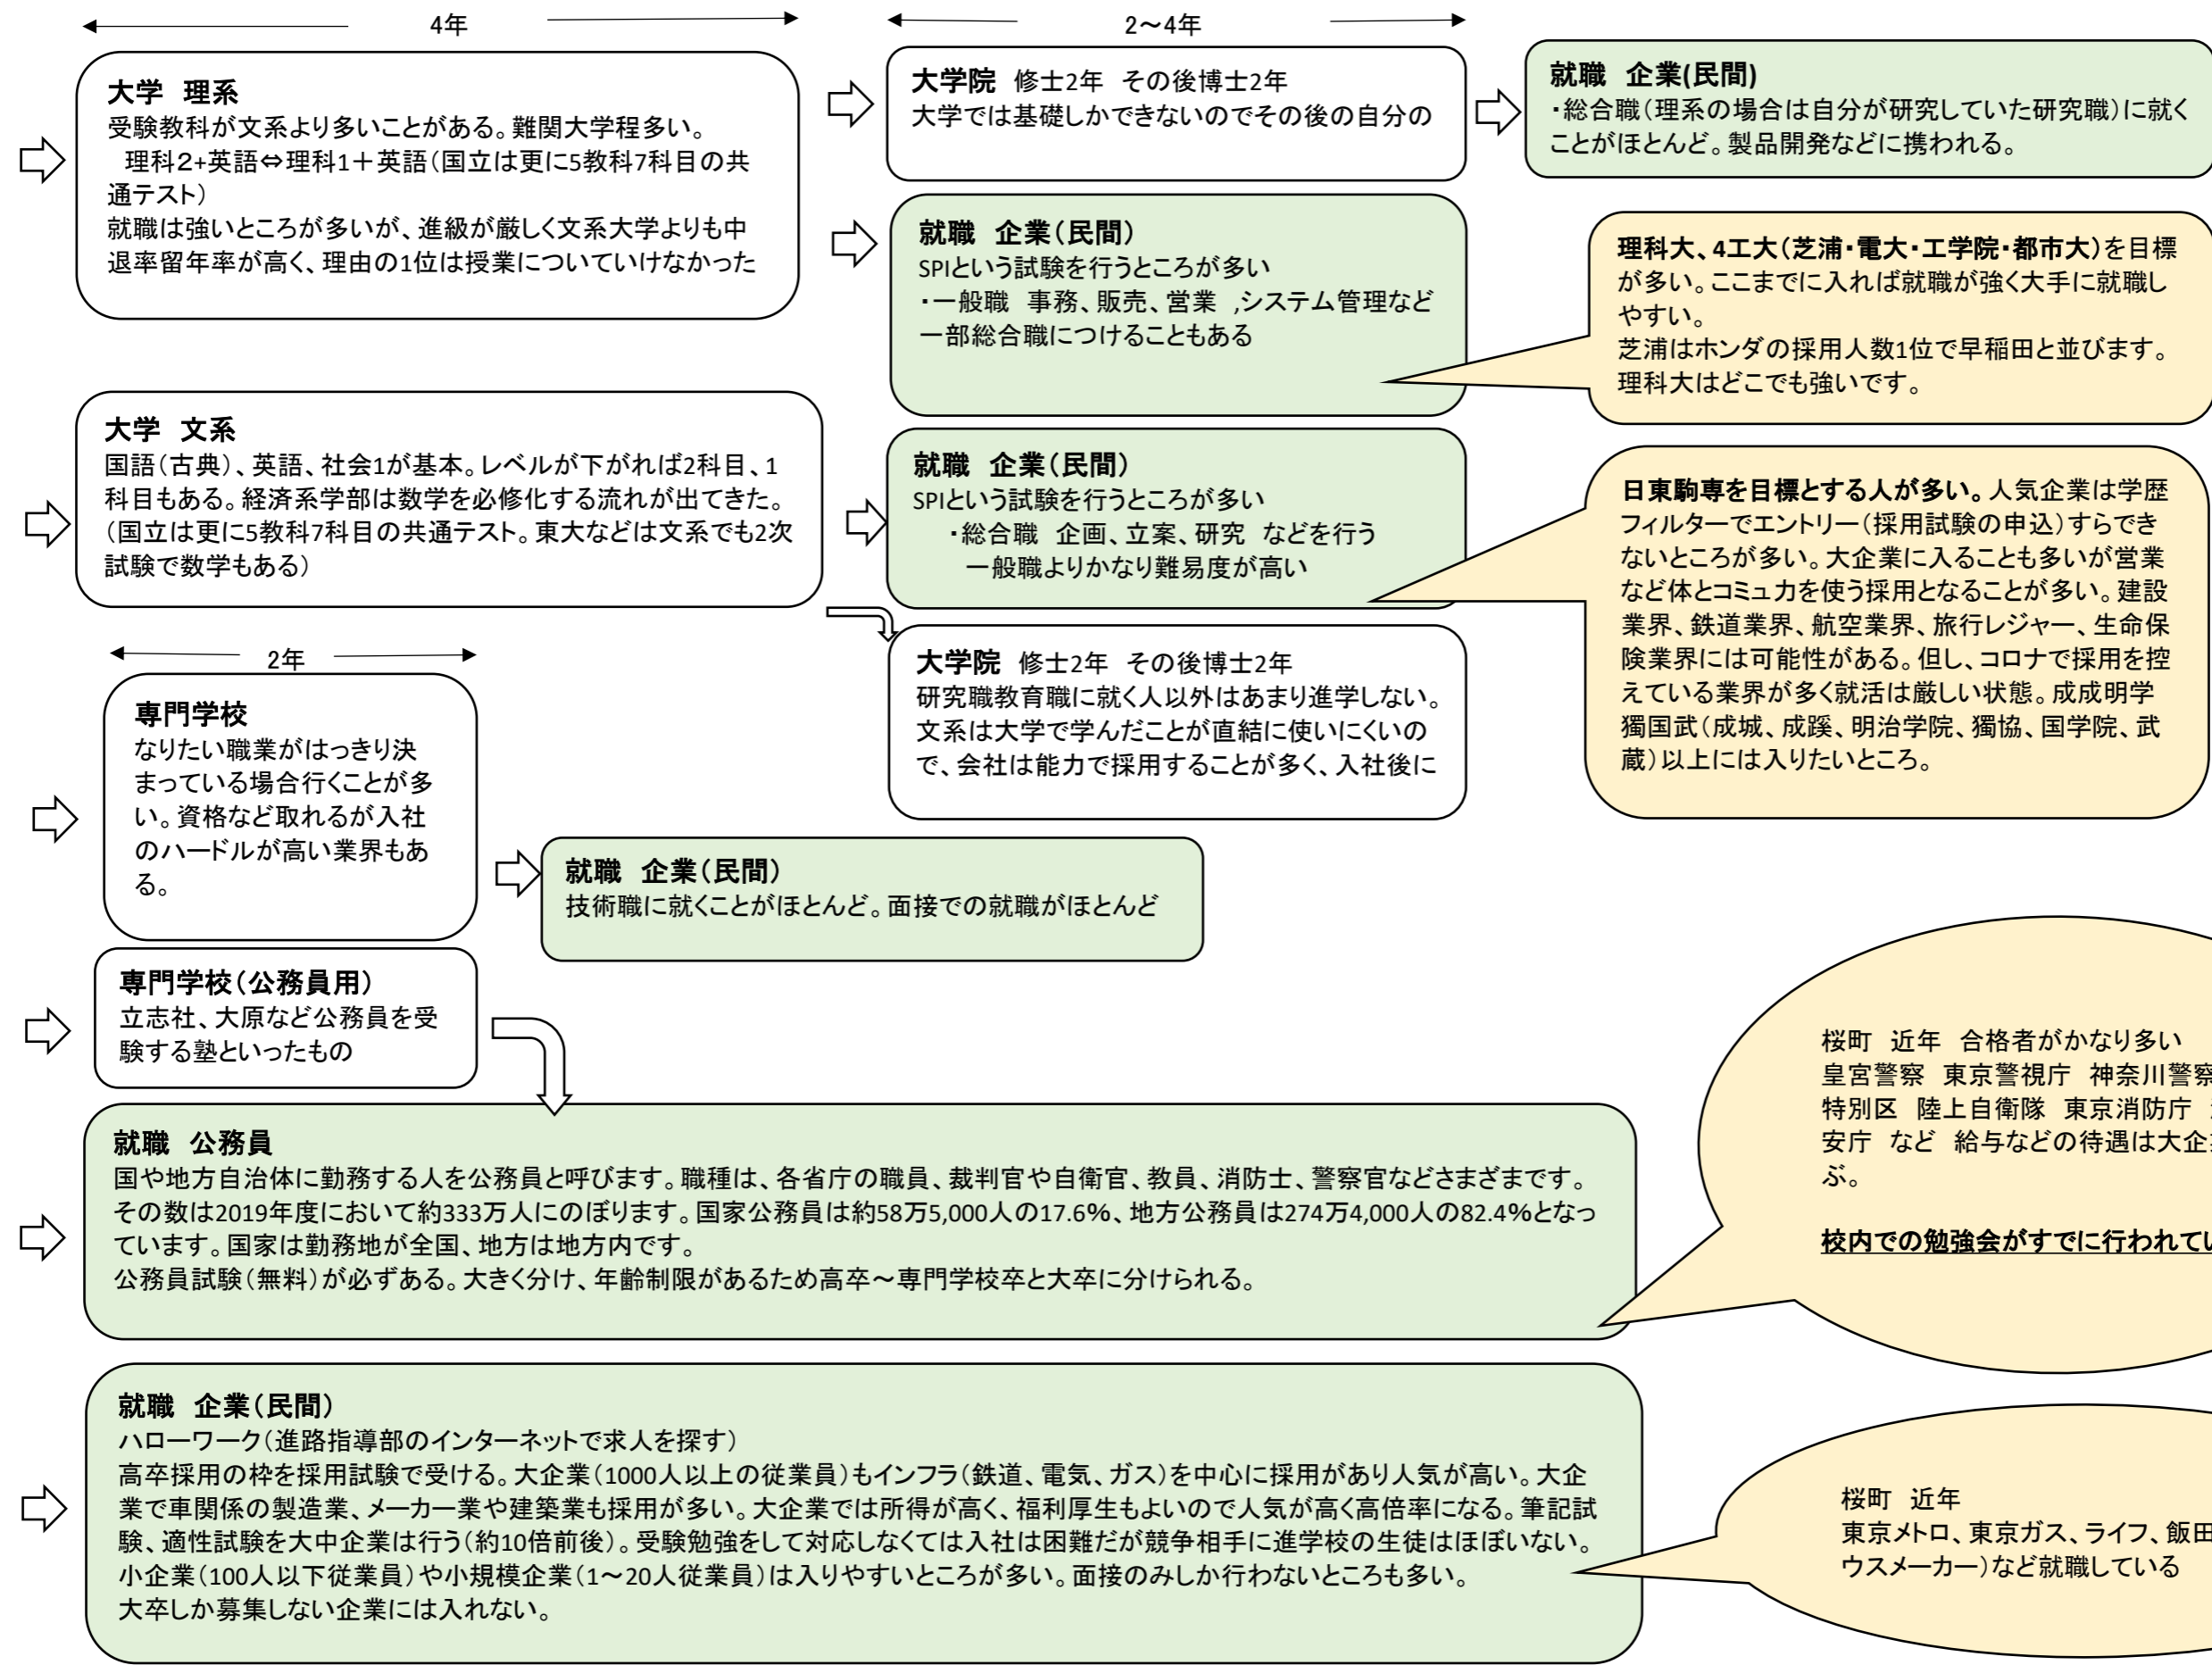 4年
2～4年
大学　理系
受験教科が文系より多いことがある。難関大学程多い。
理科2+英語⇔理科1＋英語（国立は更に5教科7科目の共
通テスト）
就職は強いところが多いが、進級が厳しく文系大学よりも中
退率留年率が高く、理由の1位は授業についていけなかった
大学院　修士2年　その後博士2年
大学では基礎しかできないのでその後の自分の
就職　企業(民間)
・総合職（理系の場合は自分が研究していた研究職）に就く
ことがほとんど。製品開発などに携われる。
就職　企業（民間）
SPIという試験を行うところが多い
・一般職　事務、販売、営業　,システム管理など
一部総合職につけることもある
理科大、4工大（芝浦・電大・工学院・都市大）を目標
が多い。ここまでに入れば就職が強く大手に就職し
やすい。
芝浦はホンダの採用人数1位で早稲田と並びます。
理科大はどこでも強いです。
大学　文系
国語（古典）、英語、社会1が基本。レベルが下がれば2科目、1
科目もある。経済系学部は数学を必修化する流れが出てきた。
（国立は更に5教科7科目の共通テスト。東大などは文系でも2次
試験で数学もある）
就職　企業（民間）
SPIという試験を行うところが多い
・総合職　企画、立案、研究　などを行う
一般職よりかなり難易度が高い
日東駒専を目標とする人が多い。人気企業は学歴
フィルターでエントリー（採用試験の申込）すらでき
ないところが多い。大企業に入ることも多いが営業
など体とコミュ力を使う採用となることが多い。建設
業界、鉄道業界、航空業界、旅行レジャー、生命保
険業界には可能性がある。但し、コロナで採用を控
えている業界が多く就活は厳しい状態。成成明学
獨国武（成城、成蹊、明治学院、獨協、国学院、武
蔵）以上には入りたいところ。
大学院　修士2年　その後博士2年
研究職教育職に就く人以外はあまり進学しない。
文系は大学で学んだことが直結に使いにくいの
で、会社は能力で採用することが多く、入社後に
2年
専門学校
なりたい職業がはっきり決
まっている場合行くことが多
い。資格など取れるが入社
のハードルが高い業界もあ
る。
就職　企業（民間）
技術職に就くことがほとんど。面接での就職がほとんど
専門学校（公務員用）
立志社、大原など公務員を受
験する塾といったもの
桜町　近年　合格者がかなり多い
皇宮警察　東京警視庁　神奈川警察
特別区　陸上自衛隊　東京消防庁
安庁　など　給与などの待遇は大企
ぶ。
校内での勉強会がすでに行われてい
就職　公務員
国や地方自治体に勤務する人を公務員と呼びます。職種は、各省庁の職員、裁判官や自衛官、教員、消防士、警察官などさまざまです。
その数は2019年度において約333万人にのぼります。国家公務員は約58万5,000人の17.6％、地方公務員は274万4,000人の82.4％となっ
ています。国家は勤務地が全国、地方は地方内です。
公務員試験（無料）が必ずある。大きく分け、年齢制限があるため高卒～専門学校卒と大卒に分けられる。
就職　企業（民間）
ハローワーク（進路指導部のインターネットで求人を探す）
高卒採用の枠を採用試験で受ける。大企業（1000人以上の従業員）もインフラ（鉄道、電気、ガス）を中心に採用があり人気が高い。大企
業で車関係の製造業、メーカー業や建築業も採用が多い。大企業では所得が高く、福利厚生もよいので人気が高く高倍率になる。筆記試
験、適性試験を大中企業は行う（約10倍前後）。受験勉強をして対応しなくては入社は困難だが競争相手に進学校の生徒はほぼいない。
小企業（100人以下従業員）や小規模企業（1～20人従業員）は入りやすいところが多い。面接のみしか行わないところも多い。
大卒しか募集しない企業には入れない。
桜町　近年
東京メトロ、東京ガス、ライフ、飯田
ウスメーカー）など就職している